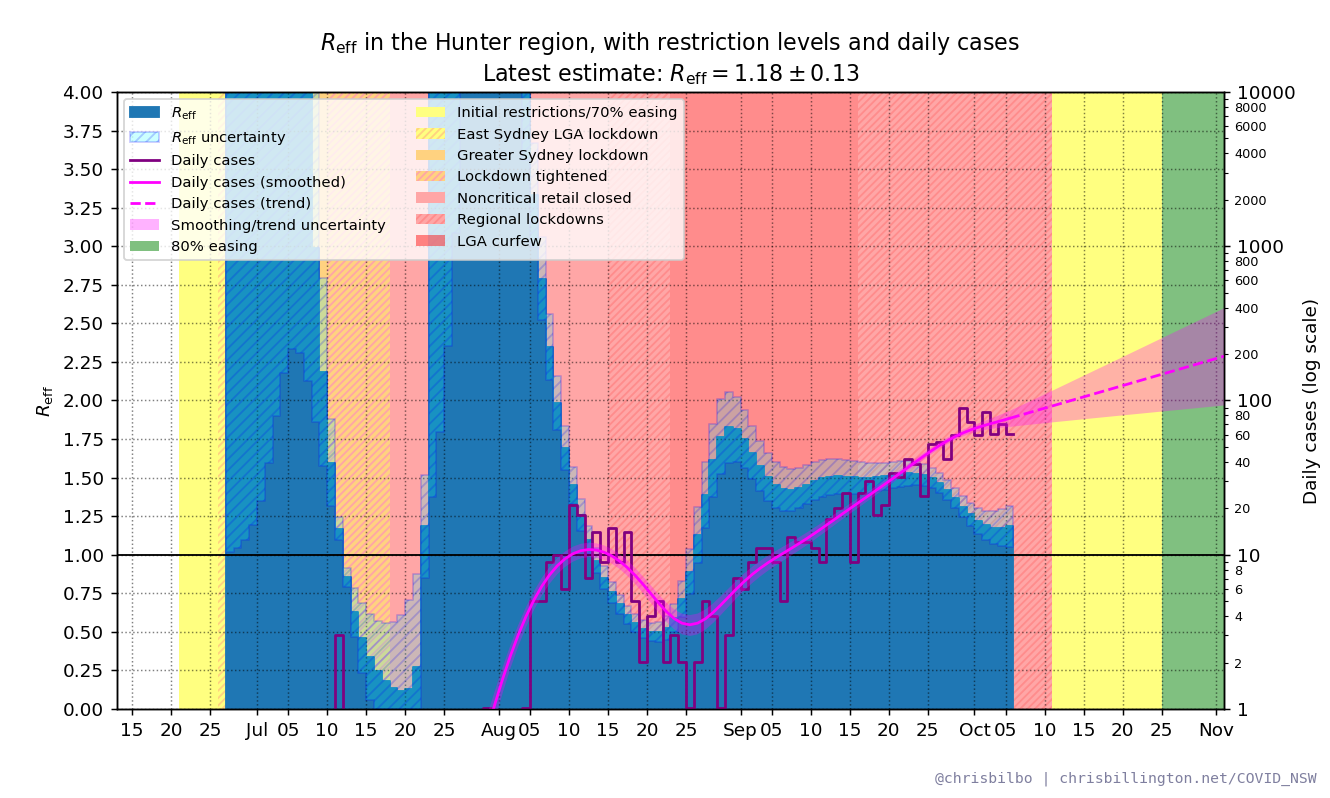 Reff in the Hunter region, with restriction levels and daily cases
Latest estimate: Reff = 1.18 ± 0.13
Reff
4.00
3.75
3.50
3.25
3.00
2.75
2.50
2.25
2.00
1.75
1.50
1.25
1.00
0.75
0.50
0.25
0.00
Reff
Reff uncertainty
Daily cases
Daily cases (smoothed)
Daily cases (trend)
Smoothing/trend uncertainty
80% easing
Initial restrictions/70% easing
East Sydney LGA lockdown
Greater Sydney lockdown
Lockdown tightened
Noncritical retail closed
Regional lockdowns
LGA curfew
10000
8000
6000
4000
2000
1000
800
600
400
200
100
80
60
40
20
10
8
6
4
2
1
Daily cases (log scale)
15 20 25 Jul 05 10 15 20 25 Aug 05 10 15 20 25 Sep 05 10 15 20 25 Oct 05 10 15 20 25 Nov
@chrisbilbo | chrisbillington.net/COVID_NSW